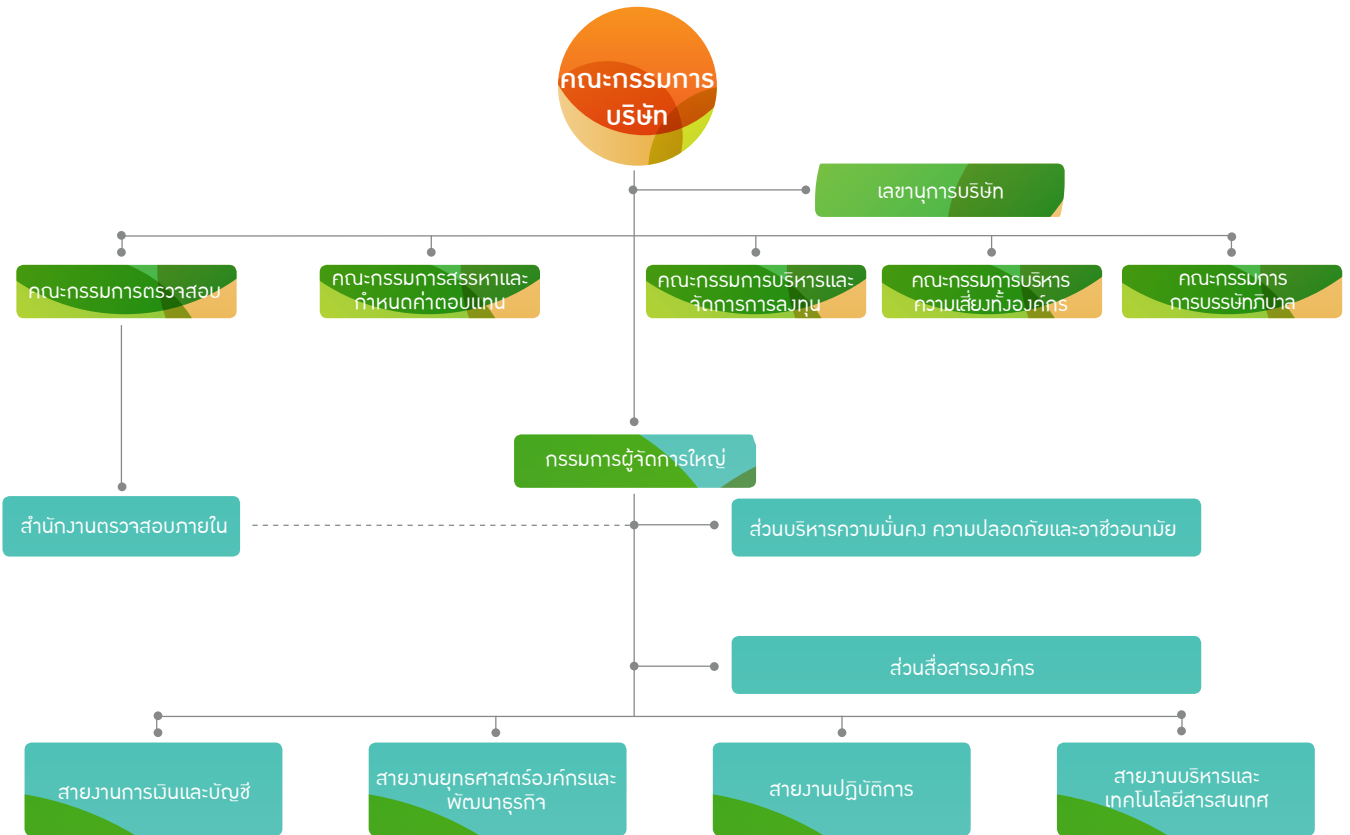 คณะกรรมการ
บริษัท
เลขานุการบริษัท
คณะกรรมการตรวจสอบ
คณะกรรมการสรรหาและ
กำหนดค่าตอบแทน
คณะกรรมการบริหารและ
จัดการการลงทุน
คณะกรรมการบริหาร
ความเสี่ยงทั้งองค์กร
คณะกรรมการ
การบรรษัทภิบาล
กรรมการผู้จัดการใหญ่
สำนักงานตรวจสอบภายใน
ส่วนบริหารความมั่นคง ความปลอดภัยและอาชีวอนามัย
ส่วนสื่อสารองค์กร
สายงานการเงินและบัญชี
สายงานยุทธศาสตร์องค์กรและ
พัฒนาธุรกิจ
สายงานปฏิบัติการ
สายงานบริหารและ
เทคโนโลยีสารสนเทศ